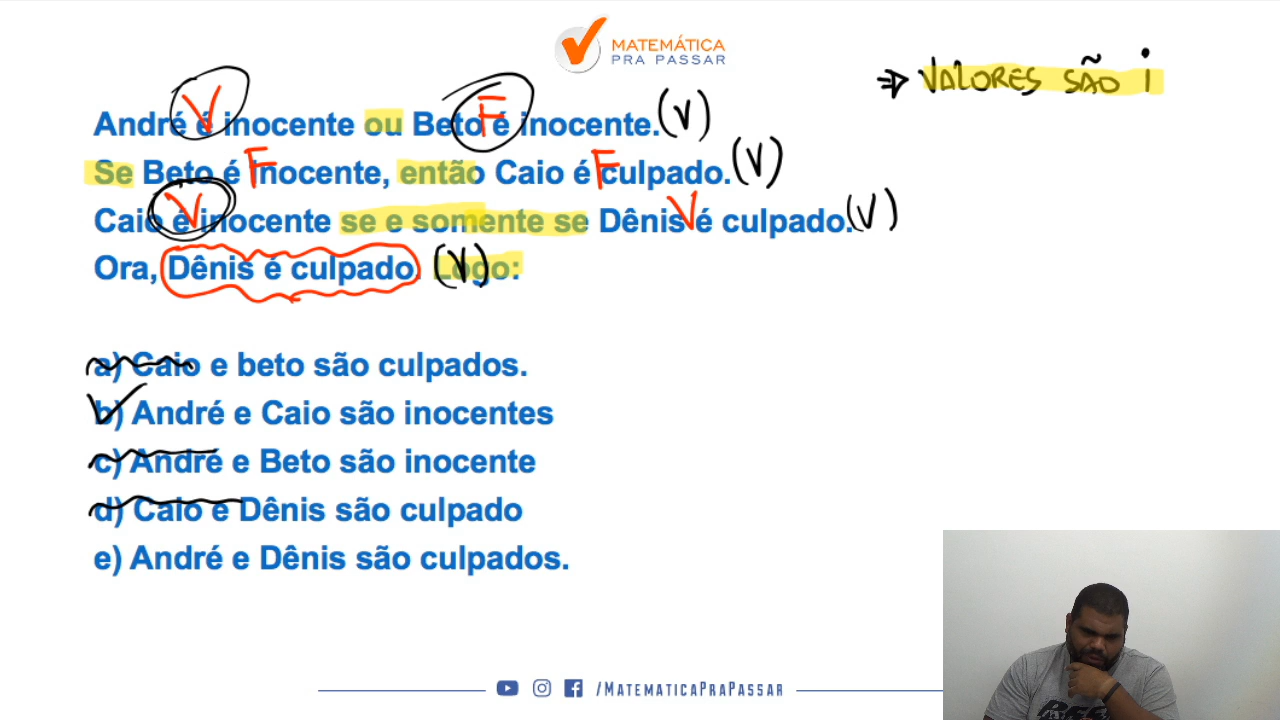 MATEMÁTICA
PRA PASSAR
⇒ VALORES SÃO i
V F
André é inocente ou Beto é inocente. (V)
F F
Se Beto é inocente, então Caio é culpado. (V)
V V
Caio é inocente se e somente se Dênis é culpado. (V)
Ora, Dênis é culpado. (V) Logo:
a) Caio e beto são culpados.
b) André e Caio são inocentes
c) André e Beto são inocente
d) Caio e Dênis são culpado
e) André e Dênis são culpados.
/MATEMATICAPRAPASSAR